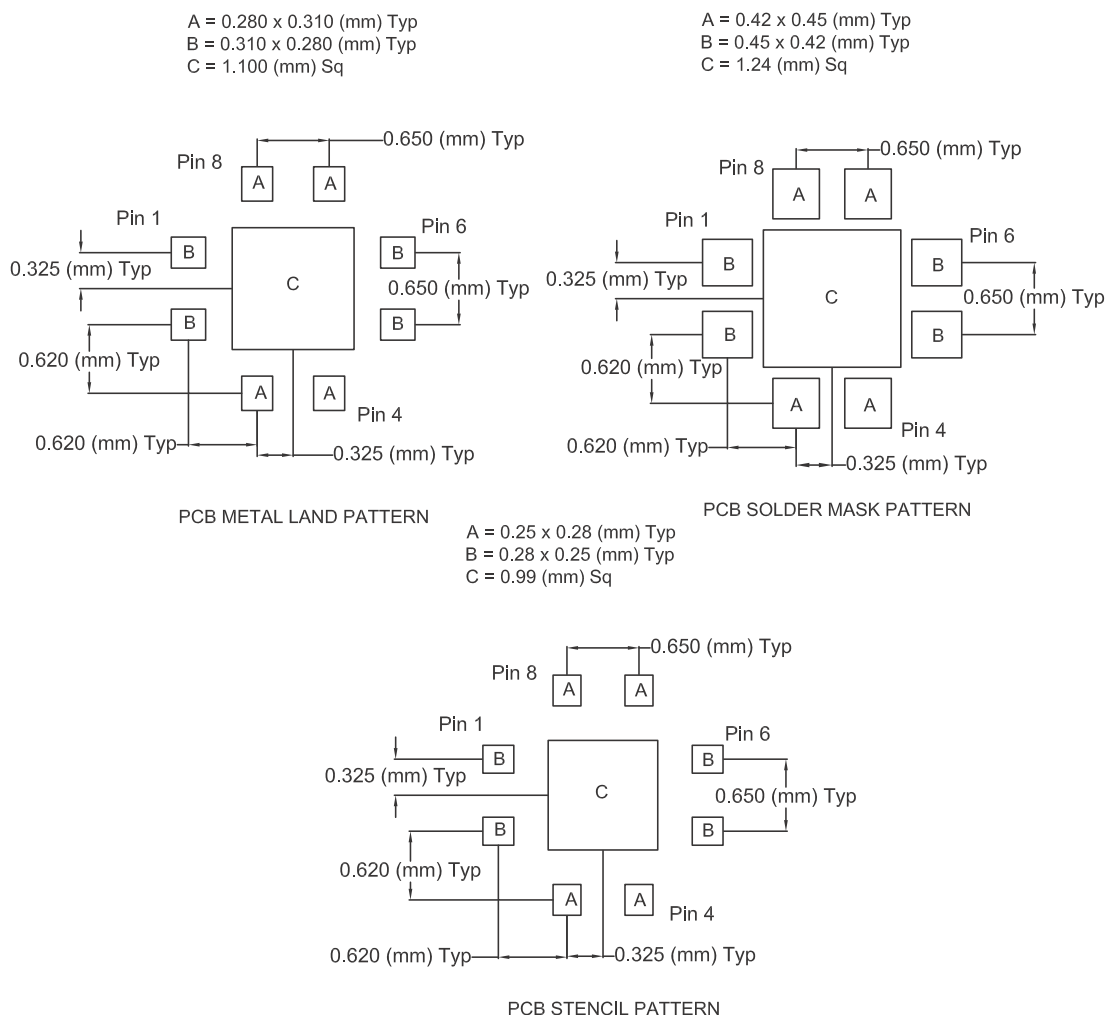 A = 0.280 x 0.310 (mm) Typ
B = 0.310 x 0.280 (mm) Typ
C = 1.100 (mm) Sq
0.650 (mm) Typ
Pin 8
A
A
Pin 1
Pin 6
B
B
0.325 (mm) Typ
C
0.650 (mm) Typ
B
B
0.620 (mm) Typ
A
A
Pin 4
0.620 (mm) Typ
0.325 (mm) Typ
PCB METAL LAND PATTERN
A = 0.42 x 0.45 (mm) Typ
B = 0.45 x 0.42 (mm) Typ
C = 1.24 (mm) Sq
0.650 (mm) Typ
Pin 8
A
A
Pin 1
Pin 6
B
B
0.325 (mm) Typ
C
0.650 (mm) Typ
B
B
0.620 (mm) Typ
A
A
Pin 4
0.620 (mm) Typ
0.325 (mm) Typ
PCB SOLDER MASK PATTERN
A = 0.25 x 0.28 (mm) Typ
B = 0.28 x 0.25 (mm) Typ
C = 0.99 (mm) Sq
0.650 (mm) Typ
Pin 8
A
A
Pin 1
Pin 6
B
B
0.325 (mm) Typ
C
0.650 (mm) Typ
B
B
0.620 (mm) Typ
A
A
Pin 4
0.620 (mm) Typ
0.325 (mm) Typ
PCB STENCIL PATTERN